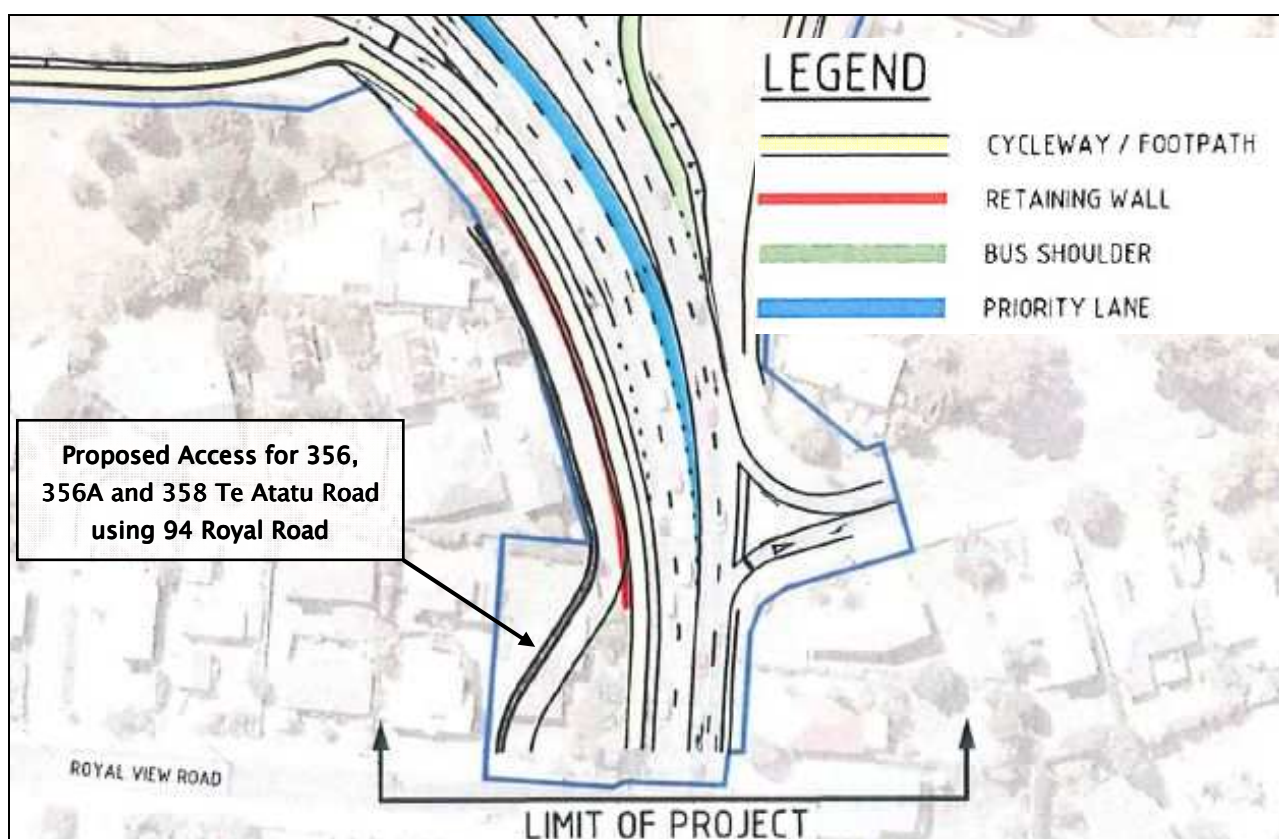 LEGEND
CYCLEWAY / FOOTPATH
RETAINING WALL
BUS SHOULDER
PRIORITY LANE
Proposed Access for 356,
356A and 358 Te Atatu Road
using 94 Royal Road
ROYAL VIEW ROAD
LIMIT OF PROJECT